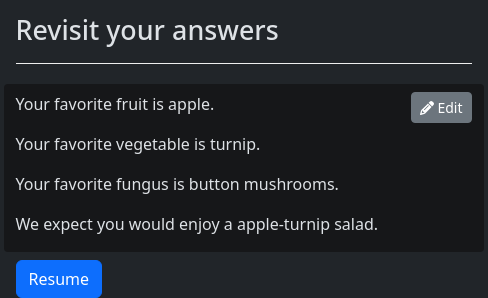 Revisit your answers
Your favorite fruit is apple.
Edit
Your favorite vegetable is turnip.
Your favorite fungus is button mushrooms.
We expect you would enjoy a apple-turnip salad.
Resume